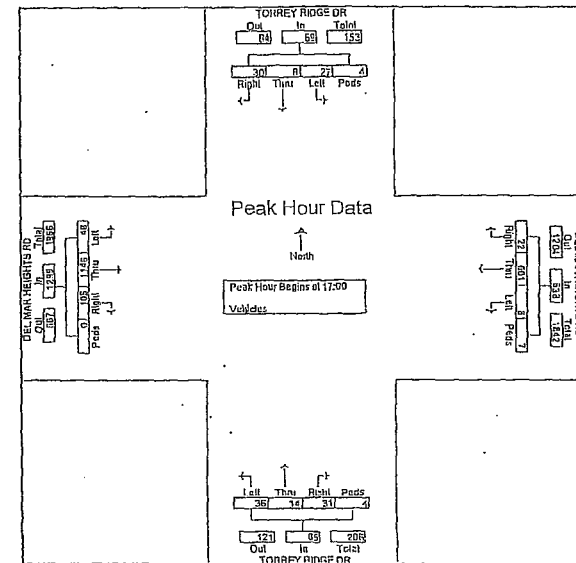 TORREY RIDGE DR
Out In Total
84 69 153
30 8 27 4
Right Thru Left Peds
Peak Hour Data
North
Peak Hour Begins at 17:00
Vehicles
DEL MAR HEIGHTS RD
Out In Total
667 1299 1966
0 105 1146 48
Peds Right Thru Left
Right Thru Left Peds
22 601 8 7
Out In Total
1204 638 1842
Left Thru Right Peds
36 14 31 4
121 85 206
Out In Total
TORREY RIDGE DR